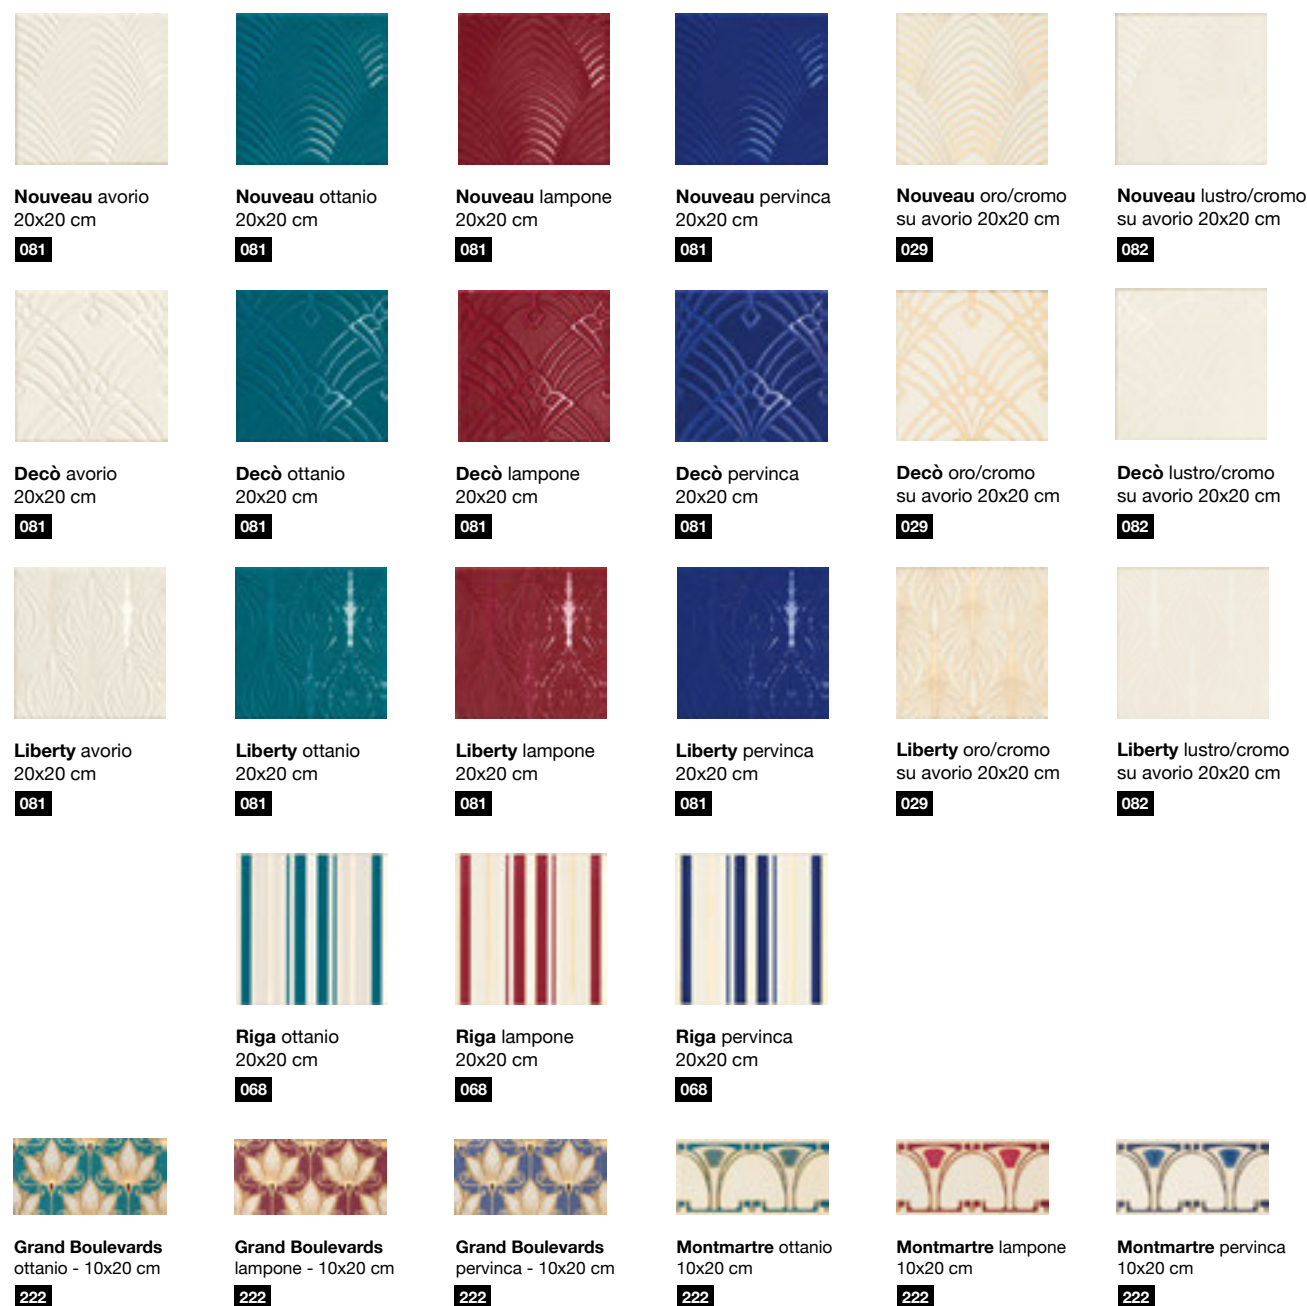 Nouveau avorio
20x20 cm
081
Nouveau ottanio
20x20 cm
081
Nouveau lampone
20x20 cm
081
Nouveau pervinca
20x20 cm
081
Nouveau oro/cromo
su avorio 20x20 cm
029
Nouveau lustro/cromo
su avorio 20x20 cm
082
Decò avorio
20x20 cm
081
Decò ottanio
20x20 cm
081
Decò lampone
20x20 cm
081
Decò pervinca
20x20 cm
081
Decò oro/cromo
su avorio 20x20 cm
029
Decò lustro/cromo
su avorio 20x20 cm
082
Liberty avorio
20x20 cm
081
Liberty ottanio
20x20 cm
081
Liberty lampone
20x20 cm
081
Liberty pervinca
20x20 cm
081
Liberty oro/cromo
su avorio 20x20 cm
029
Liberty lustro/cromo
su avorio 20x20 cm
082
Riga ottanio
20x20 cm
068
Riga lampone
20x20 cm
068
Riga pervinca
20x20 cm
068
Grand Boulevards
ottanio - 10x20 cm
222
Grand Boulevards
lampone - 10x20 cm
222
Grand Boulevards
pervinca - 10x20 cm
222
Montmartre ottanio
10x20 cm
222
Montmartre lampone
10x20 cm
222
Montmartre pervinca
10x20 cm
222